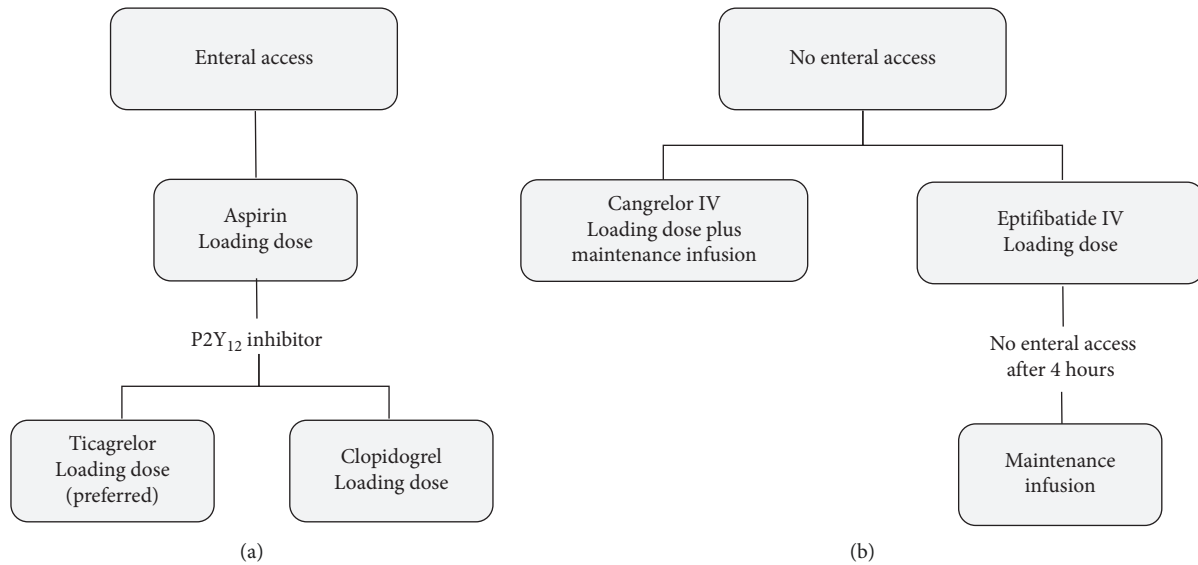 Enteral access
Aspirin
Loading dose
P2Y12 inhibitor
Ticagrelor
Loading dose
(preferred)
Clopidogrel
Loading dose
(a)
No enteral access
Cangrelor IV
Loading dose plus
maintenance infusion
Eptifibatide IV
Loading dose
No enteral access
after 4 hours
Maintenance
infusion
(b)